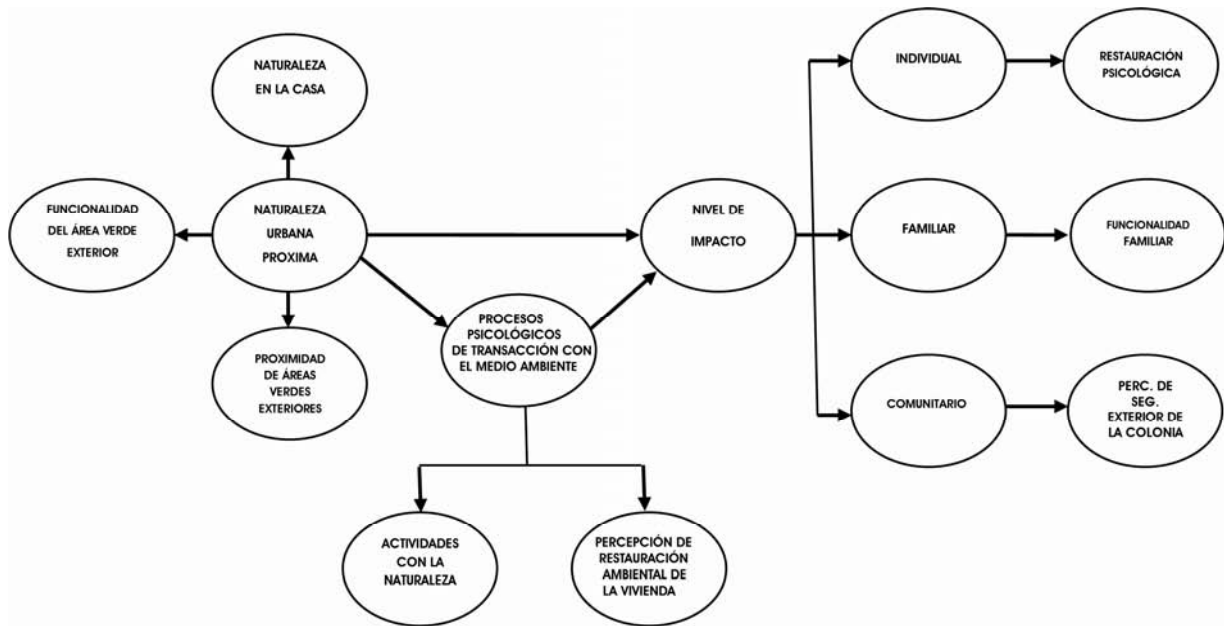 NATURALEZA
EN LA CASA
FUNCIONALIDAD
DEL ÁREA VERDE
EXTERIOR
NATURALEZA
URBANA
PROXIMA
PROXIMIDAD
DE ÁREAS
VERDES
EXTERIORES
PROCESOS
PSICOLÓGICOS
DE TRANSACCIÓN CON
EL MEDIO AMBIENTE
ACTIVIDADES
CON LA
NATURALEZA
PERCEPCIÓN DE
RESTAURACIÓN
AMBIENTAL DE
LA VIVIENDA
NIVEL DE
IMPACTO
INDIVIDUAL
RESTAURACIÓN
PSICOLÓGICA
FAMILIAR
FUNCIONALIDAD
FAMILIAR
COMUNITARIO
PERC. DE
SEG.
EXTERIOR DE
LA COLONIA